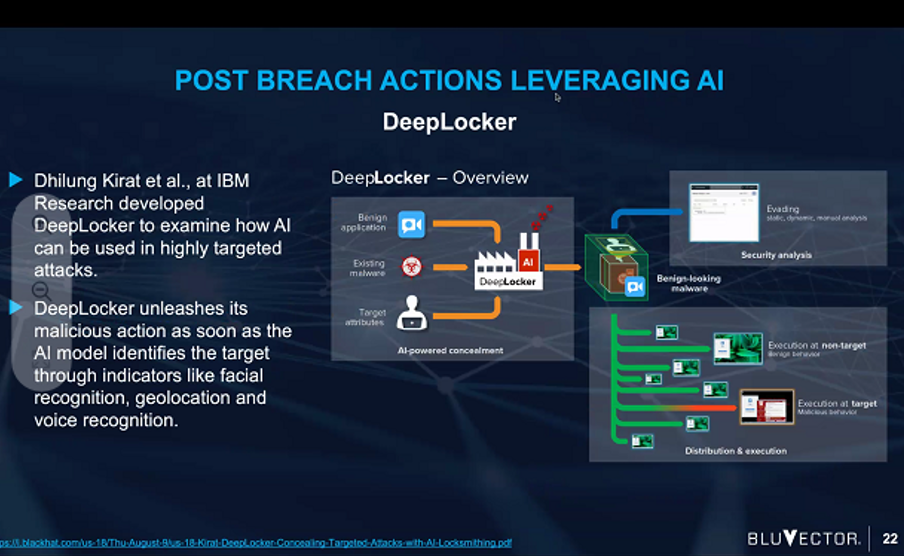 POST BREACH ACTIONS LEVERAGING AI
DeepLocker
Dhilung Kirat et al., at IBM
Research developed
DeepLocker to examine how AI
can be used in highly targeted
attacks.
DeepLocker unleashes its
malicious action as soon as the
AI model identifies the target
through indicators like facial
recognition, geolocation and
voice recognition.
DeepLocker – Overview
Benign
application
Existing
malware
Target
attributes
AI
DeepLocker
AI-powered concealment
Benign-looking
malware
Evading
static, dynamic, manual analysis
Security analysis
Execution at non-target
Benign behavior
Execution at target
Malicious behavior
Distribution & execution
ps://i.blackhat.com/us-18/Thu-August-9/us-18-Kirat-DeepLocker-Concealing-Targeted-Attacks-with-AI-Locksmithing.pdf
BLUVECTOR. 22